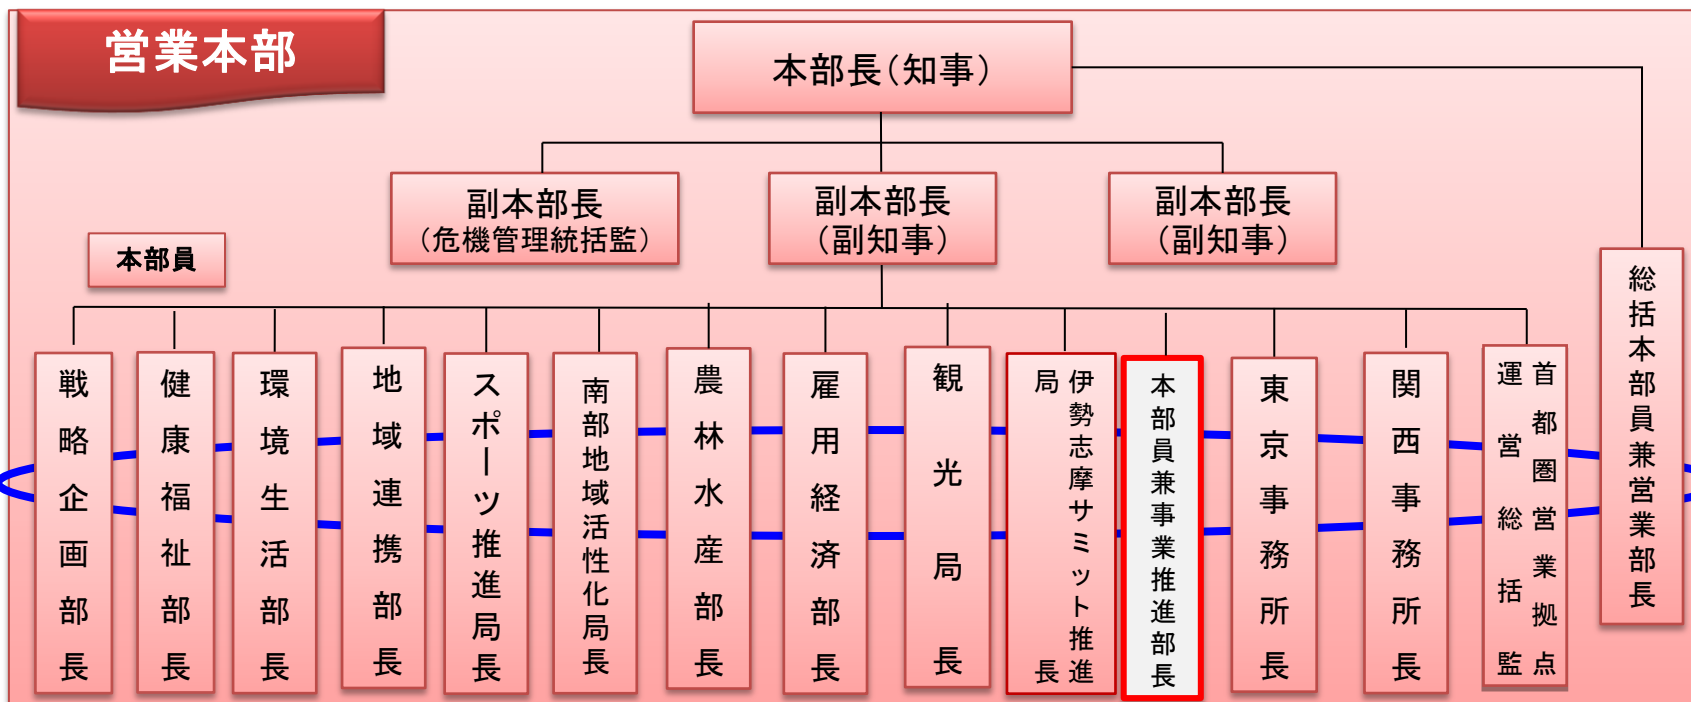 営業本部
本部長（知事）
副本部長
（危機管理統括監）
副本部長
（副知事）
副本部長
（副知事）
本部員
戦略企画部長
健康福祉部長
環境生活部長
地域連携部長
スポーツ推進局長
南部地域活性化局長
農林水産部長
雇用経済部長
観光局長
伊勢志摩サミット推進
局長
本部員兼事業推進部長
東京事務所長
関西事務所長
首都圏営業拠点
運営総括監
総括本部員兼営業部長